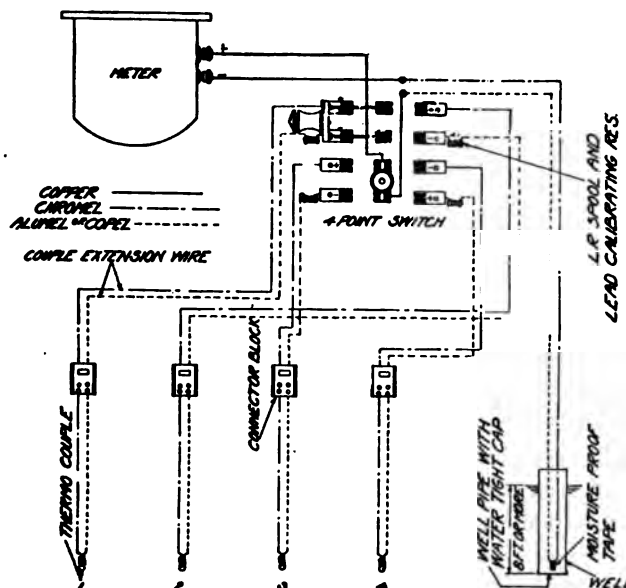 METER
+
-
COPPER
CHROMEL
ALUMEL OR COPEL
COUPLE EXTENSION WIRE
4 POINT SWITCH
L.R. SPOOL AND
LEAD CALIBRATING RES.
CONNECTOR BLOCK
THERMO COUPLE
WELL PIPE WITH
WATER TIGHT CAP
8 FT. OR MORE
MOISTURE PROOF
TAPE
WELD